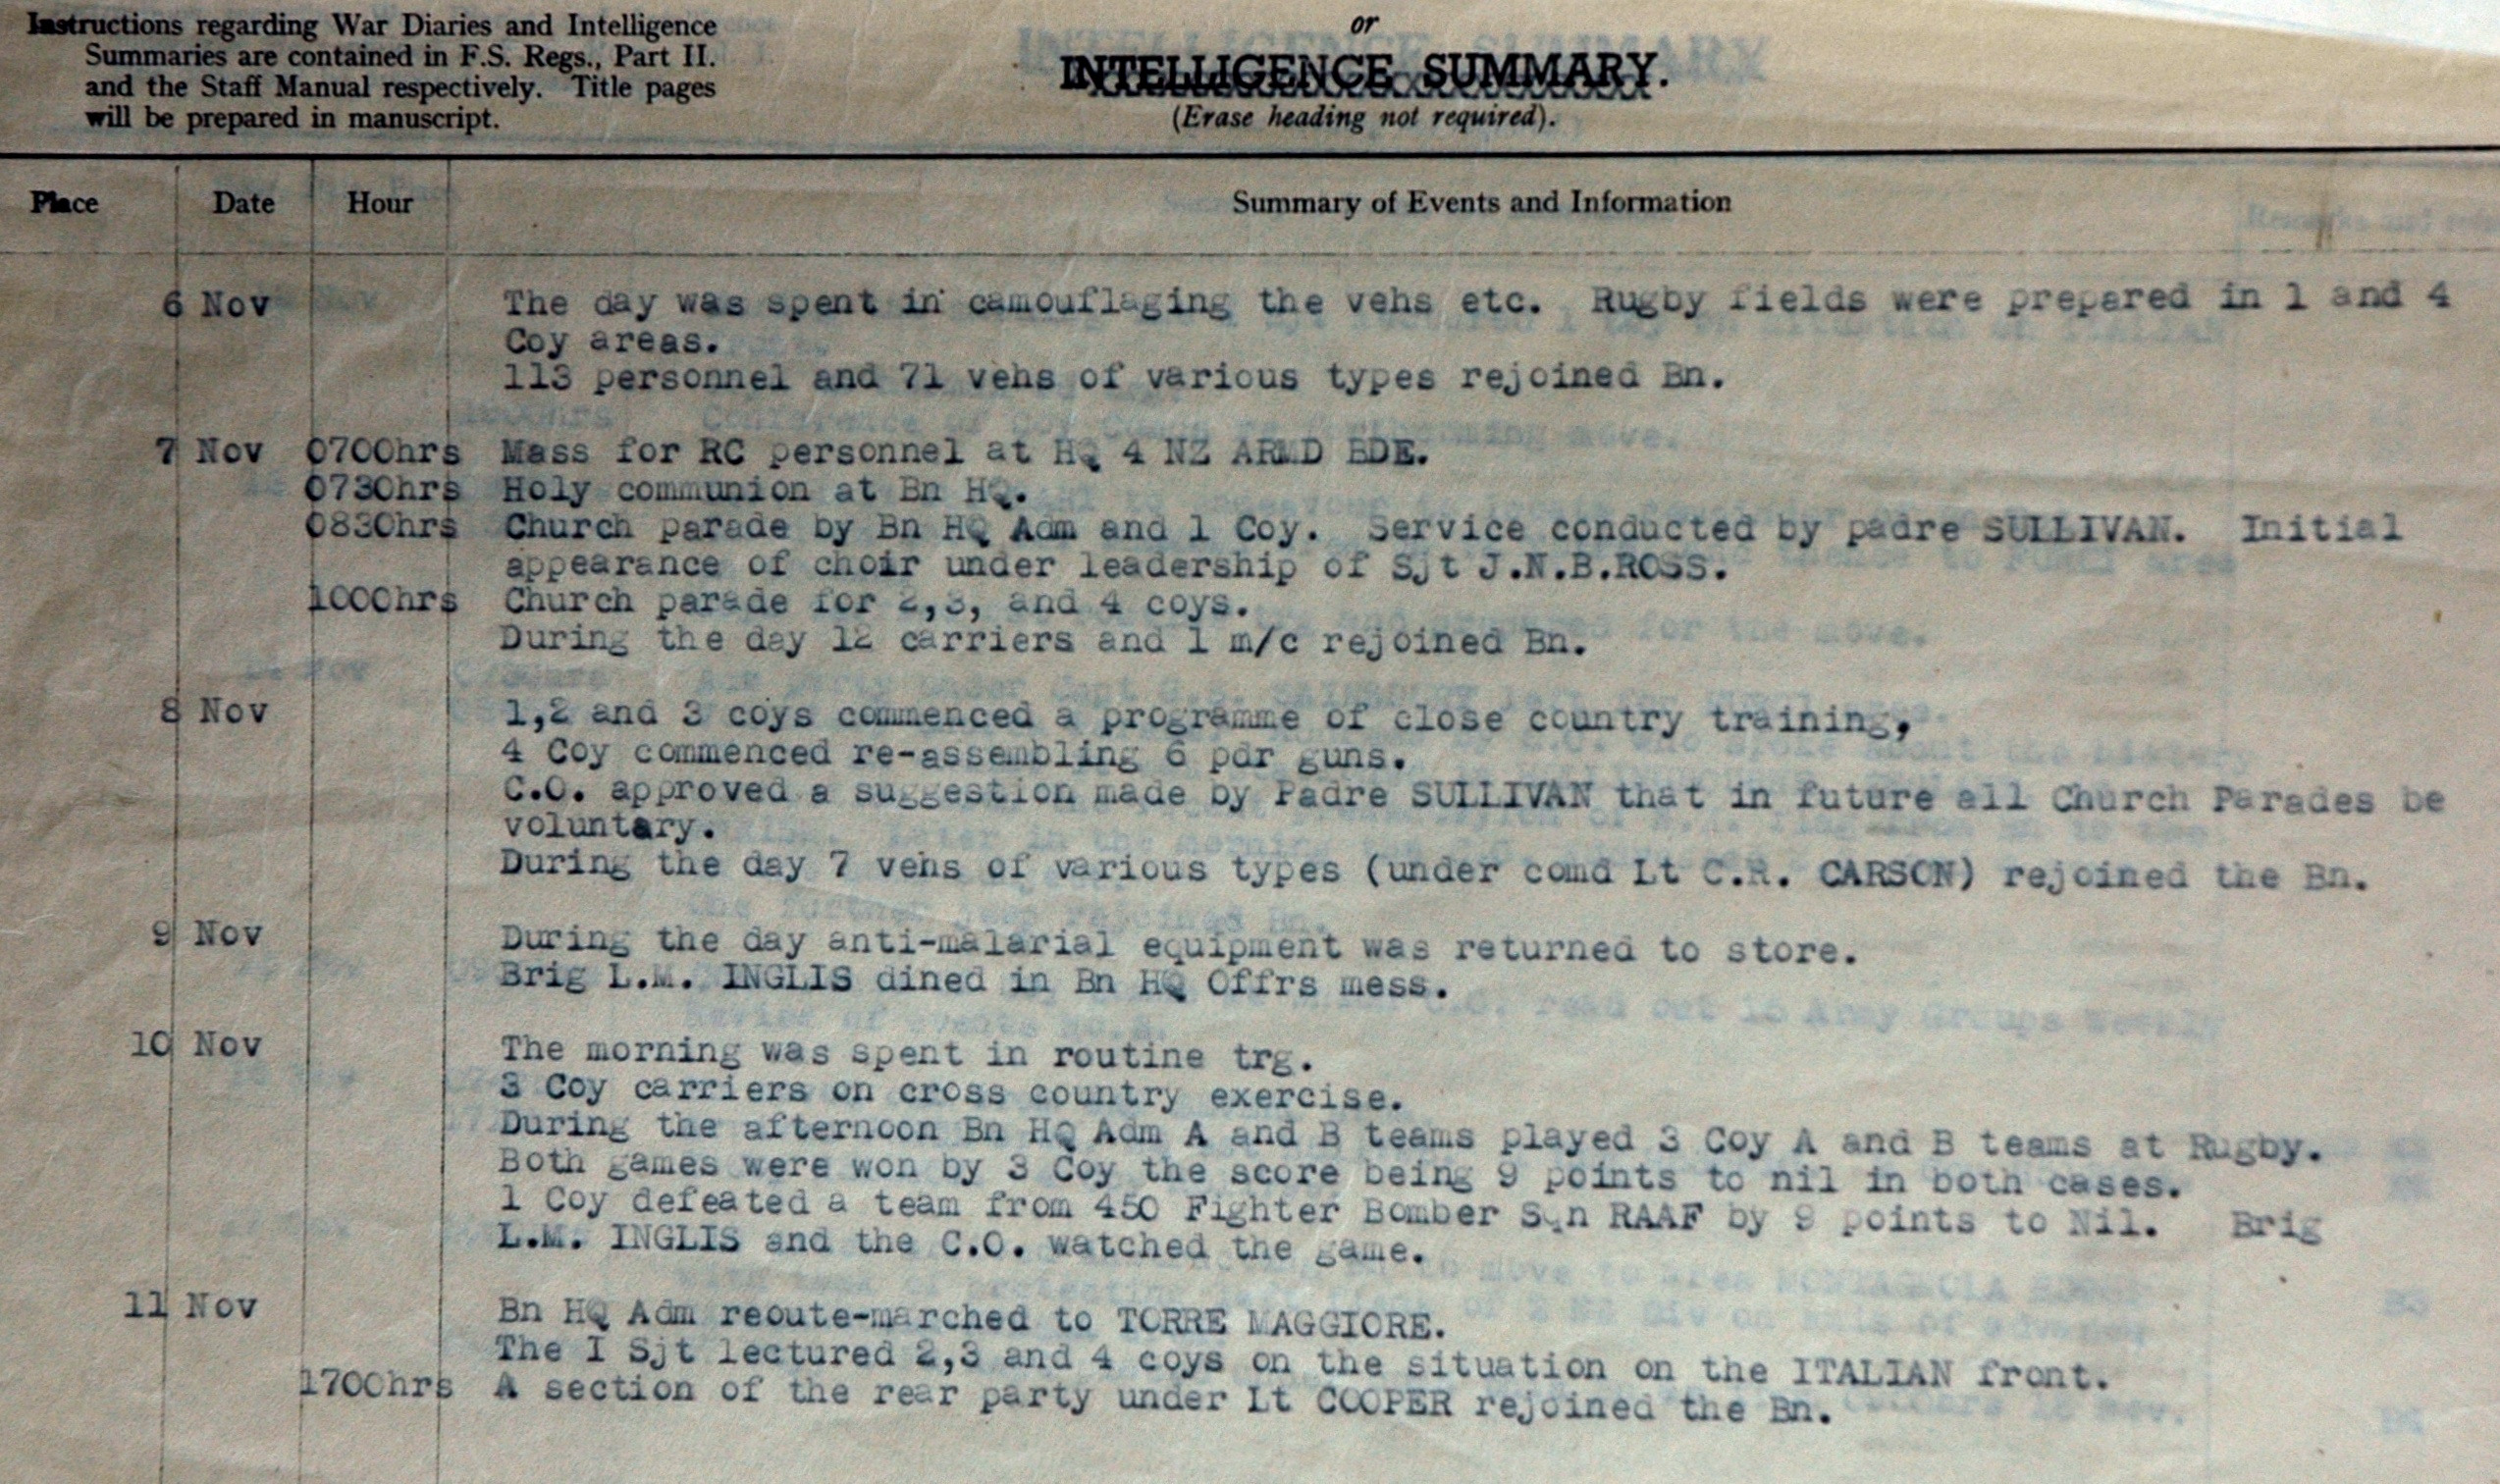 Instructions regarding War Diaries and Intelligence
Summaries are contained in F.S. Regs., Part II.
and the Staff Manual respectively. Title pages
will be prepared in manuscript.
or
INTELLIGENCE SUMMARY.
(Erase heading not required).
Place Date Hour Summary of Events and Information
6 Nov The day was spent in camouflaging the vehs etc. Rugby fields were prepared in 1 and 4
Coy areas.
113 personnel and 71 vehs of various types rejoined Bn.
7 Nov 0700hrs Mass for RC personnel at HQ 4 NZ ARMD BDE.
0730hrs Holy communion at Bn HQ.
0830hrs Church parade by Bn HQ Adm and 1 Coy. Service conducted by padre SULLIVAN. Initial
appearance of choir under leadership of Sjt J.N.B.ROSS.
1000hrs Church parade for 2,3, and 4 coys.
During the day 12 carriers and 1 m/c rejoined Bn.
8 Nov 1,2 and 3 coys commenced a programme of close country training,
4 Coy commenced re-assembling 6 pdr guns.
C.O. approved a suggestion made by Padre SULLIVAN that in future all Church Parades be
voluntary.
During the day 7 vehs of various types (under comd Lt C.R. CARSON) rejoined the Bn.
9 Nov During the day anti-malarial equipment was returned to store.
Brig L.M. INGLIS dined in Bn HQ Offrs mess.
10 Nov The morning was spent in routine trg.
3 Coy carriers on cross country exercise.
During the afternoon Bn HQ Adm A and B teams played 3 Coy A and B teams at Rugby.
Both games were won by 3 Coy the score being 9 points to nil in both cases.
1 Coy defeated a team from 450 Fighter Bomber Sqn RAAF by 9 points to Nil. Brig
L.M. INGLIS and the C.O. watched the game.
11 Nov Bn HQ Adm reoute-marched to TORRE MAGGIORE.
The I Sjt lectured 2,3 and 4 coys on the situation on the ITALIAN front.
1700hrs A section of the rear party under Lt COOPER rejoined the Bn.